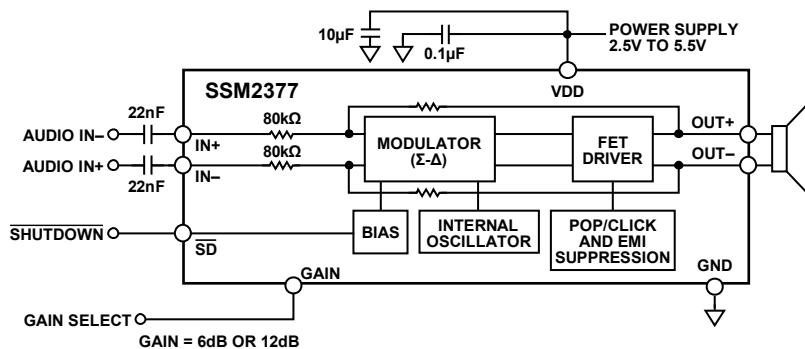 10µF
0.1µF
POWER SUPPLY
2.5V TO 5.5V
SSM2377
VDD
22nF
AUDIO IN–
IN+
80kΩ
AUDIO IN+
IN–
80kΩ
22nF
MODULATOR
(Σ-Δ)
FET
DRIVER
OUT+
OUT–
SHUTDOWN
SD
BIAS
INTERNAL
OSCILLATOR
POP/CLICK
AND EMI
SUPPRESSION
GAIN
GND
GAIN SELECT
GAIN = 6dB OR 12dB